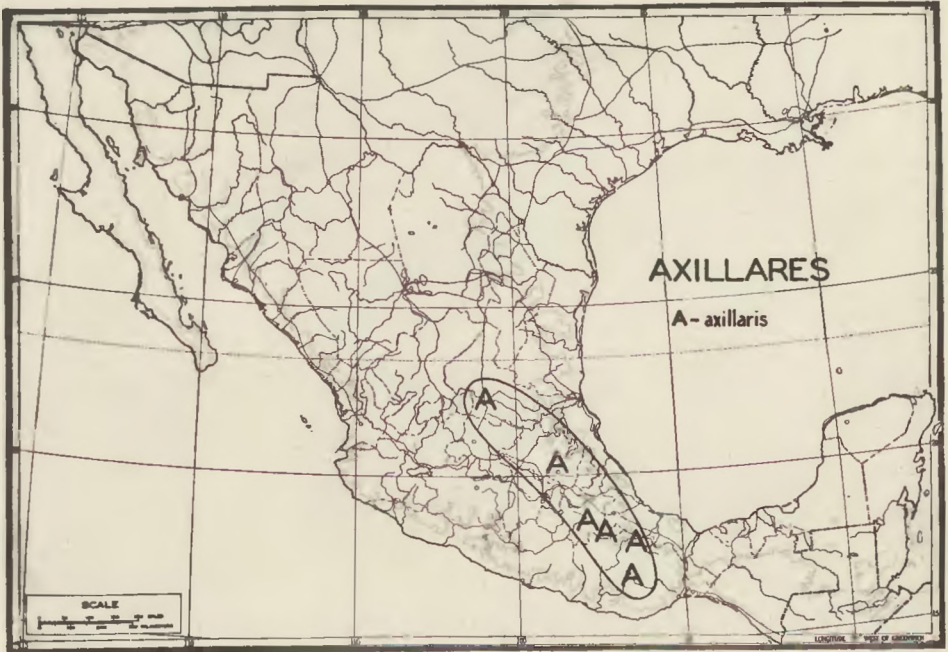 AXILLARES
A - axillaris
A
A
A A A
A
SCALE
LONGITUDE WEST OF GREENWICH